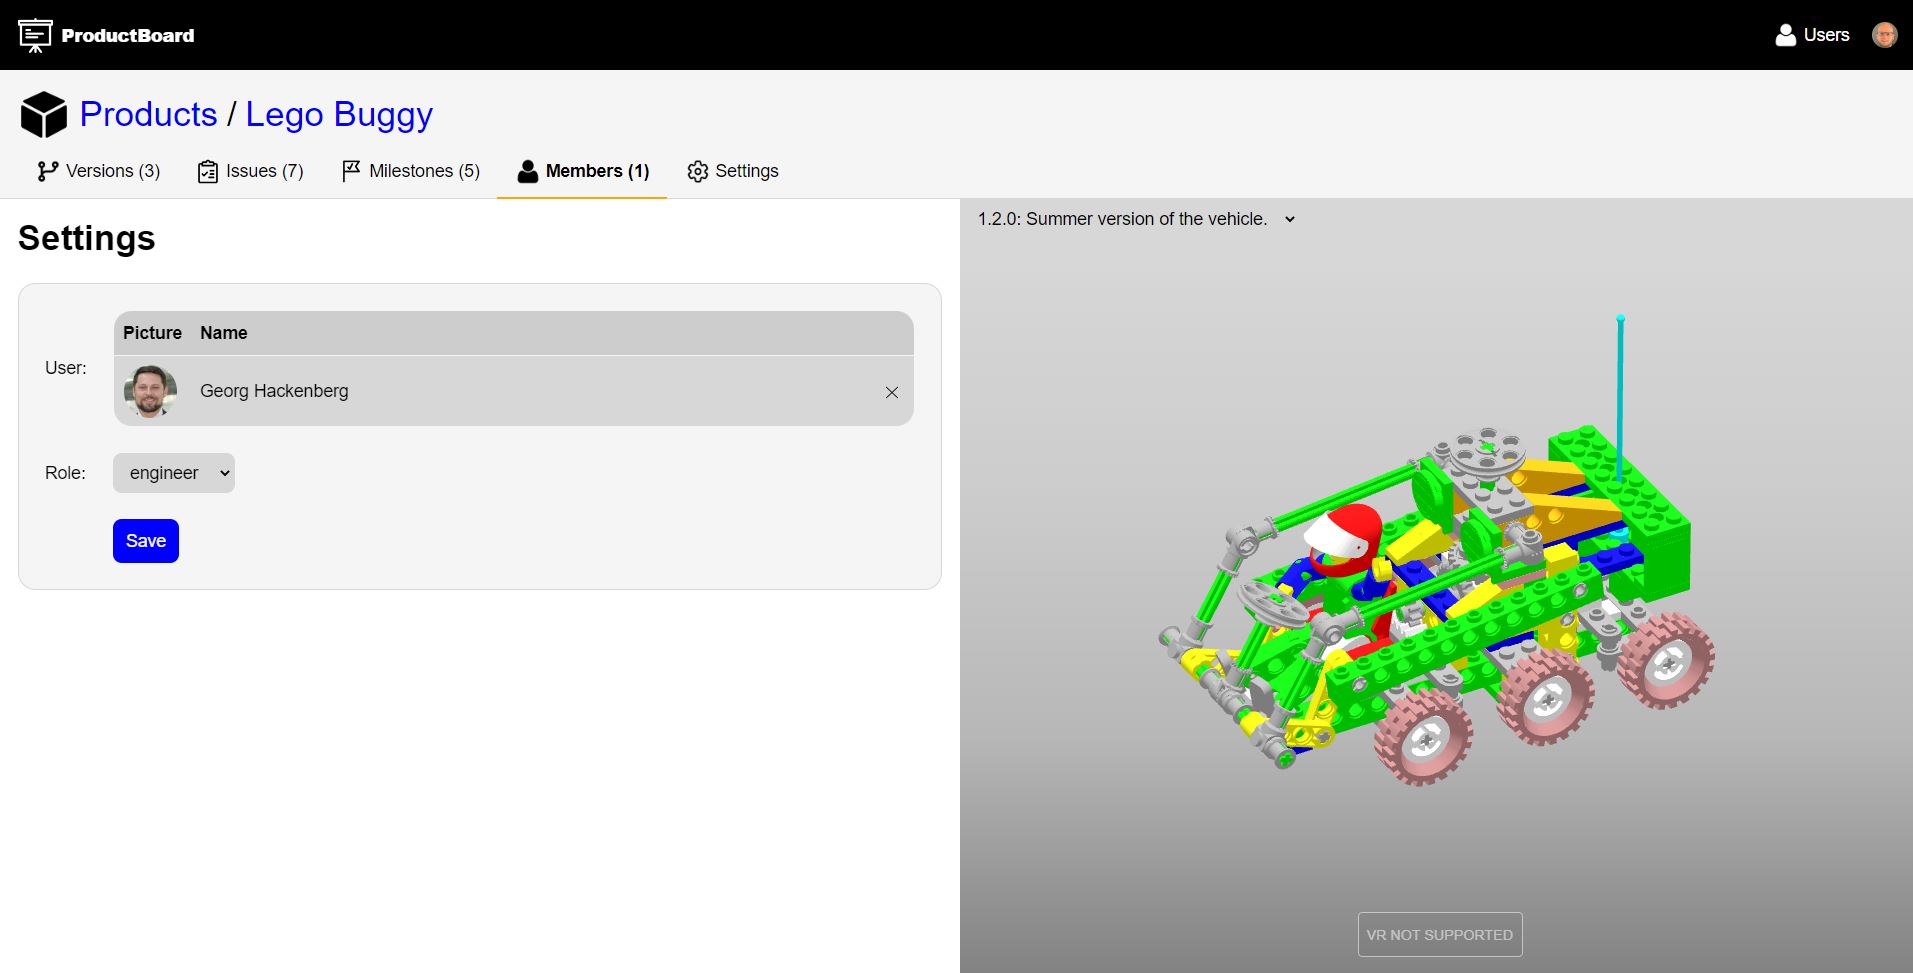 ProductBoard
Users
Products / Lego Buggy
Versions (3)
Issues (7)
Milestones (5)
Members (1)
Settings
Settings
1.2.0: Summer version of the vehicle.
Picture Name
User:
Georg Hackenberg
Role:
engineer
Save
VR NOT SUPPORTED